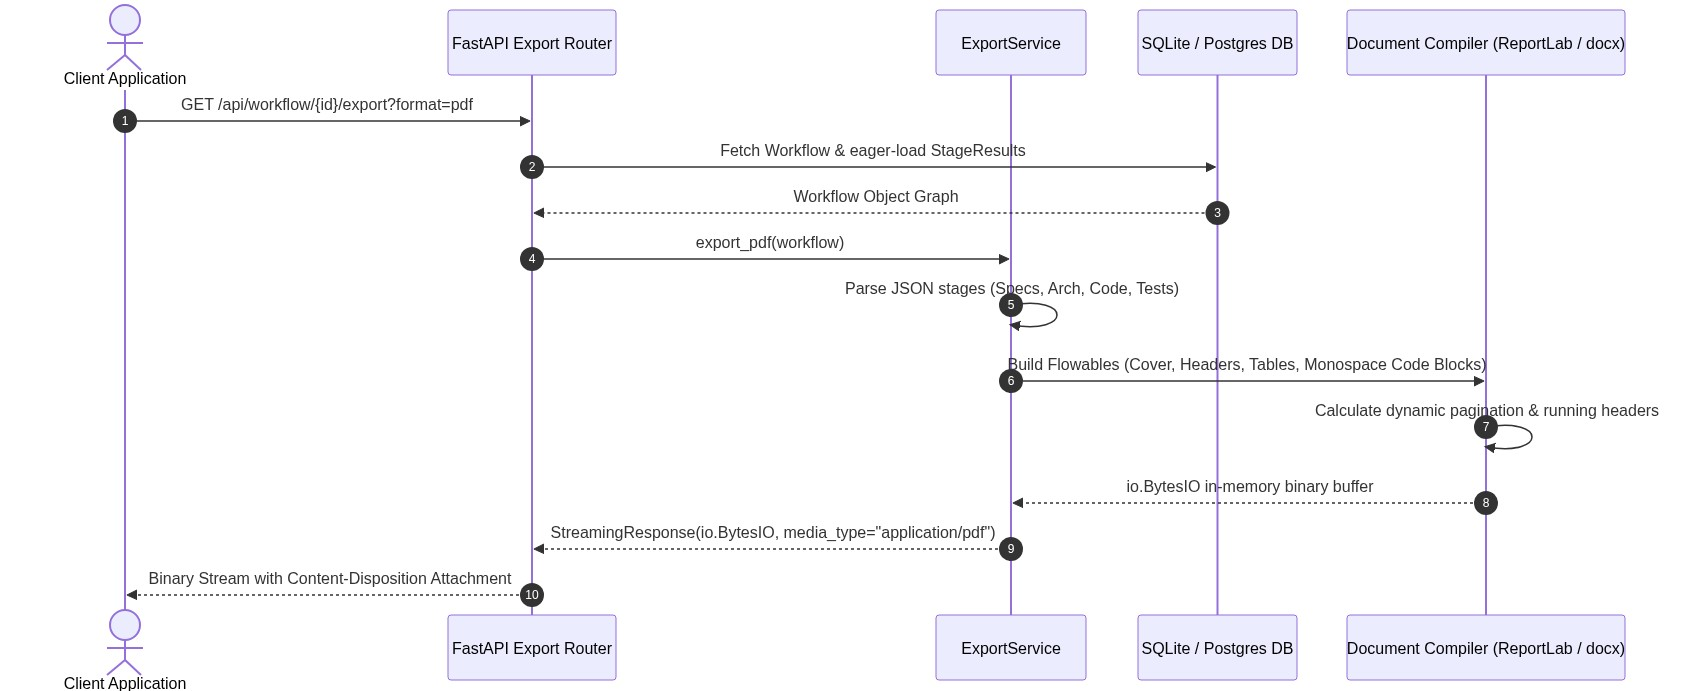 Client Application
FastAPI Export Router
ExportService
SQLite / Postgres DB
Document Compiler (ReportLab / docx)
GET /api/workflow/{id}/export?format=pdf
1
Fetch Workflow & eager-load StageResults
2
Workflow Object Graph
3
export_pdf(workflow)
4
Parse JSON stages (Specs, Arch, Code, Tests)
5
Build Flowables (Cover, Headers, Tables, Monospace Code Blocks)
6
Calculate dynamic pagination & running headers
7
io.BytesIO in-memory binary buffer
8
StreamingResponse(io.BytesIO, media_type="application/pdf")
9
Binary Stream with Content-Disposition Attachment
10
Client Application
FastAPI Export Router
ExportService
SQLite / Postgres DB
Document Compiler (ReportLab / docx)